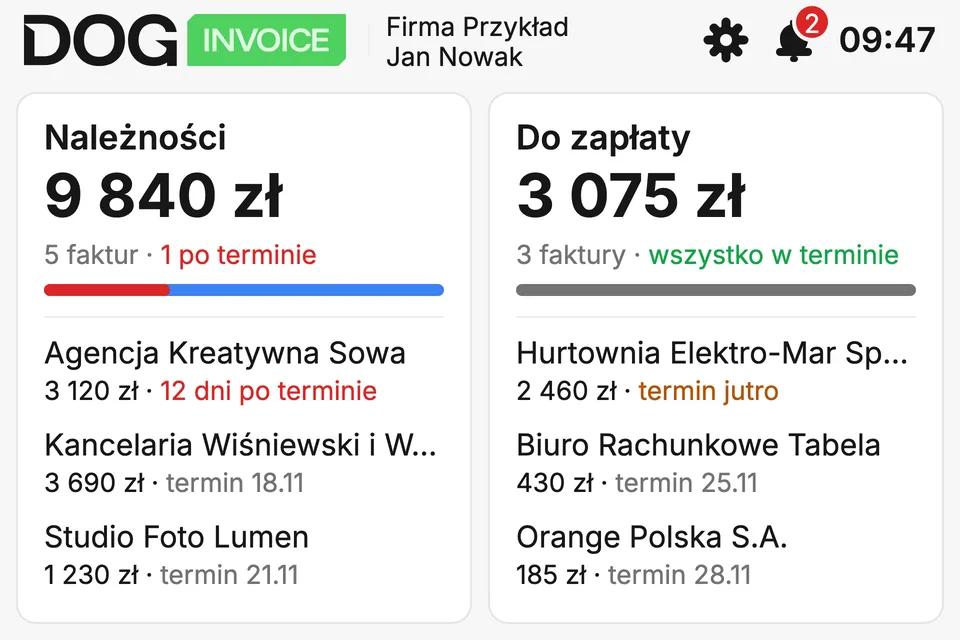 DOG INVOICE
Firma Przykład
Jan Nowak
2
09:47
Należności
9 840 zł
5 faktur · 1 po terminie
Agencja Kreatywna Sowa
3 120 zł · 12 dni po terminie
Kancelaria Wiśniewski i W...
3 690 zł · termin 18.11
Studio Foto Lumen
1 230 zł · termin 21.11
Do zapłaty
3 075 zł
3 faktury · wszystko w terminie
Hurtownia Elektro-Mar Sp...
2 460 zł · termin jutro
Biuro Rachunkowe Tabela
430 zł · termin 25.11
Orange Polska S.A.
185 zł · termin 28.11